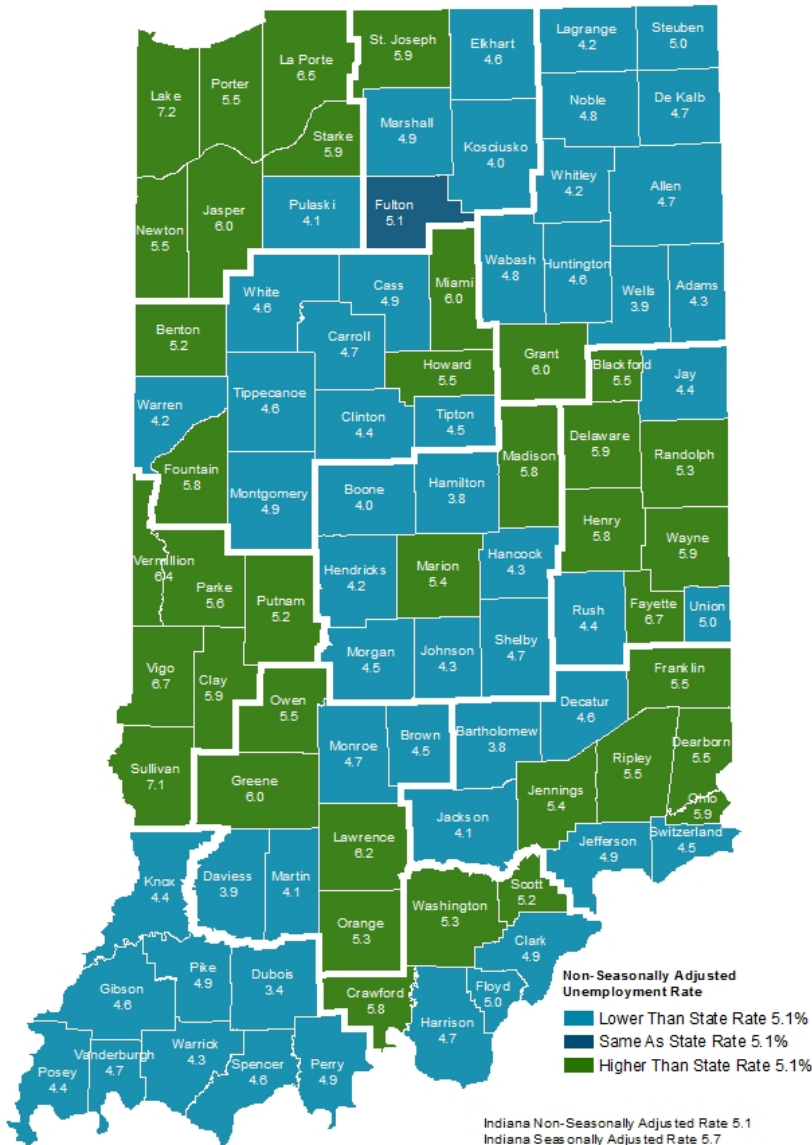 Lagrange
4.2
Steuben
5.0
St. Joseph
5.9
Elkhart
4.6
La Porte
6.5
Porter
5.5
Lake
7.2
Noble
4.8
De Kalb
4.7
Marshall
4.9
Starke
5.9
Kosciusko
4.0
Whitley
4.2
Allen
4.7
Jasper
6.0
Pulaski
4.1
Fulton
5.1
Newton
5.5
Wabash
4.8
Huntington
4.6
Miami
6.0
Cass
4.9
White
4.6
Wells
3.9
Adams
4.3
Benton
5.2
Carroll
4.7
Howard
5.5
Grant
6.0
Blackford
5.5
Jay
4.4
Warren
4.2
Tippecanoe
4.6
Clinton
4.4
Tipton
4.5
Delaware
5.9
Randolph
5.3
Madison
5.8
Fountain
5.8
Montgomery
4.9
Boone
4.0
Hamilton
3.8
Henry
5.8
Wayne
5.9
Vermillion
6.4
Parke
5.6
Putnam
5.2
Hendricks
4.2
Marion
5.4
Hancock
4.3
Rush
4.4
Fayette
6.7
Union
5.0
Morgan
4.5
Johnson
4.3
Shelby
4.7
Vigo
6.7
Clay
5.9
Franklin
5.5
Owen
5.5
Decatur
4.6
Monroe
4.7
Brown
4.5
Bartholomew
3.8
Ripley
5.5
Dearborn
5.5
Sullivan
7.1
Greene
6.0
Jennings
5.4
Ohio
5.9
Jackson
4.1
Lawrence
6.2
Jefferson
4.9
Switzerland
4.5
Knox
4.4
Daviess
3.9
Martin
4.1
Scott
5.2
Washington
5.3
Orange
5.3
Clark
4.9
Gibson
4.6
Pike
4.9
Dubois
3.4
Crawford
5.8
Floyd
5.0
Harrison
4.7
Posey
4.4
Vanderburgh
4.7
Warrick
4.3
Spencer
4.6
Perry
4.9
Non-Seasonally Adjusted
Unemployment Rate
Lower Than State Rate 5.1%
Same As State Rate 5.1%
Higher Than State Rate 5.1%
Indiana Non-Seasonally Adjusted Rate 5.1
Indiana Seasonally Adjusted Rate 5.7